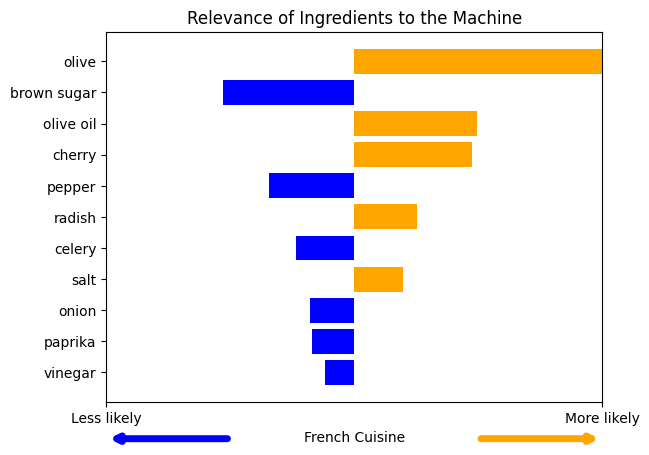 Relevance of Ingredients to the Machine
olive
brown sugar
olive oil
cherry
pepper
radish
celery
salt
onion
paprika
vinegar
Less likely
More likely
French Cuisine